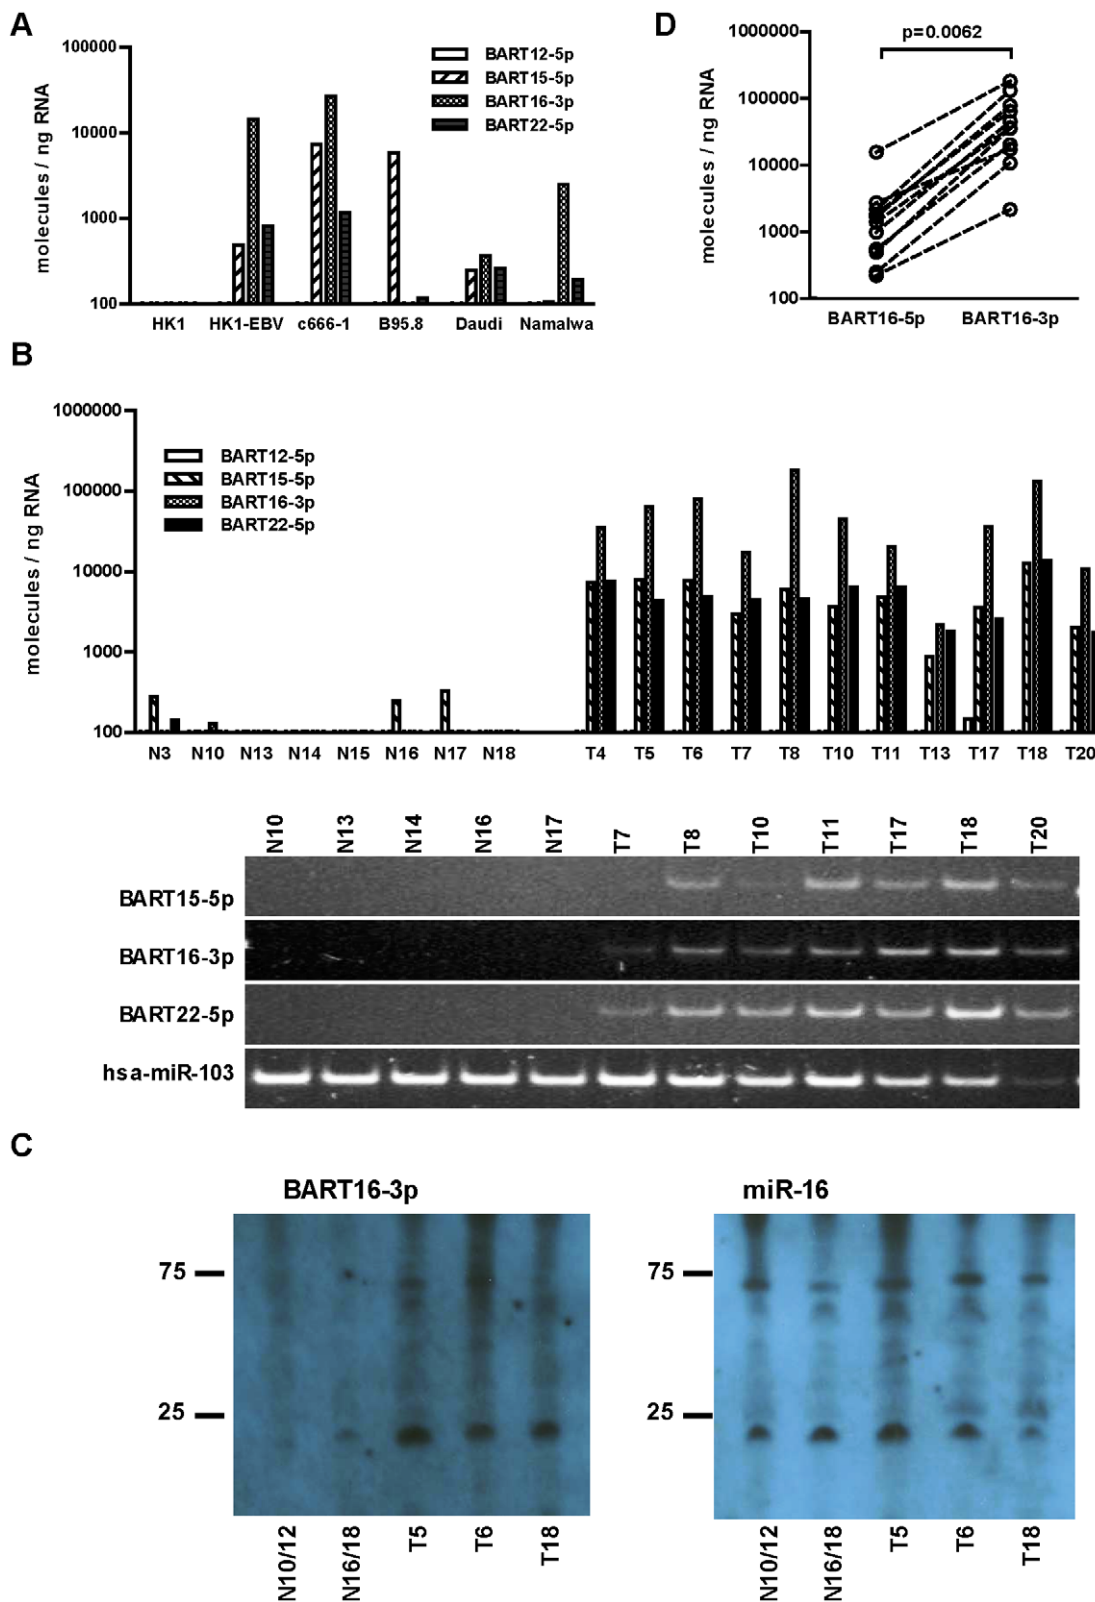 A
molecules / ng RNA
100000
10000
1000
100
BART12-5p
BART15-5p
BART16-3p
BART22-5p
HK1 HK1-EBV c666-1 B95.8 Daudi Namalwa
D
p=0.0062
molecules / ng RNA
1000000
100000
10000
1000
100
BART16-5p BART16-3p
B
molecules / ng RNA
1000000
100000
10000
1000
100
BART12-5p
BART15-5p
BART16-3p
BART22-5p
N3 N10 N13 N14 N15 N16 N17 N18 T4 T5 T6 T7 T8 T10 T11 T13 T17 T18 T20
N10 N13 N14 N16 N17 T7 T8 T10 T11 T17 T18 T20
BART15-5p
BART16-3p
BART22-5p
hsa-miR-103
C
BART16-3p
75
25
N10/12 N16/18 T5 T6 T18
miR-16
75
25
N10/12 N16/18 T5 T6 T18